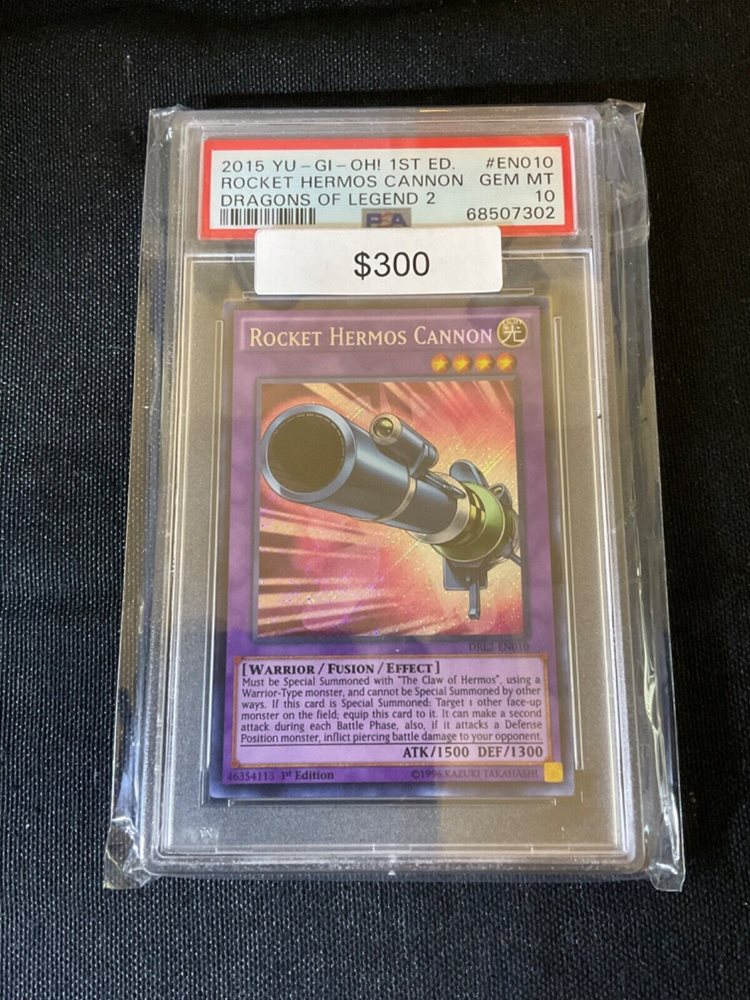 2015 YU-GI-OH! 1ST ED. #EN010
ROCKET HERMOS CANNON GEM MT
DRAGONS OF LEGEND 2 10
PSA 68507302
$300
ROCKET HERMOS CANNON
LIGHT
光
DRL2-EN010
[WARRIOR/FUSION/EFFECT]
Must be Special Summoned with "The Claw of Hermos", using a
Warrior-Type monster, and cannot be Special Summoned by other
ways. If this card is Special Summoned: Target 1 other face-up
monster on the field; equip this card to it. It can make a second
attack during each Battle Phase, also, if it attacks a Defense
Position monster, inflict piercing battle damage to your opponent.
ATK/1500 DEF/1300
46354113 1st Edition ©1996 KAZUKI TAKAHASHI